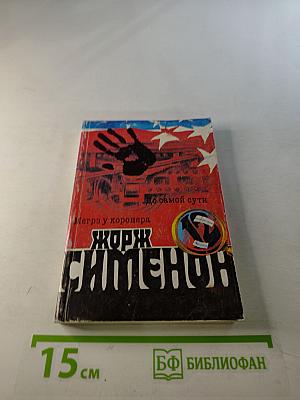 До самой сути
Мегрэ у коронера
ЖОРЖ
СИМЕНОН
15 см
БФ БИБЛИОФАН